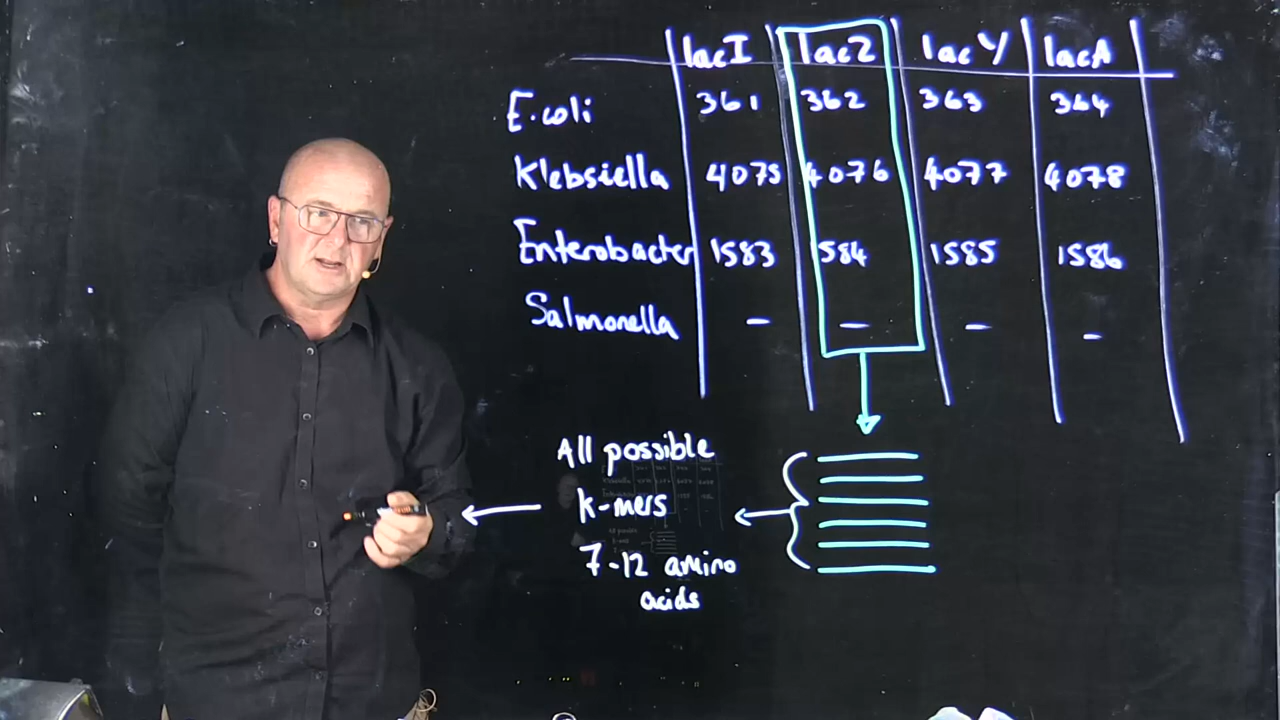 lacI lacZ lacY lacA
E.coli 361 362 363 364
Klebsiella 4075 4076 4077 4078
Enterobacter 1583 584 1585 1586
Salmonella – – – –
All possible
k-mers
7-12 amino
acids